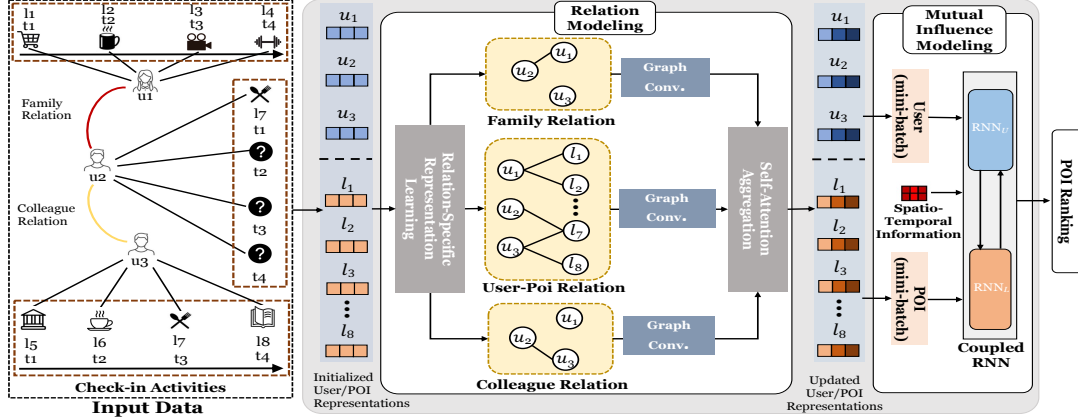 l1 l2 l3 l4
t1 t2 t3 t4
u1
Family
Relation
l7
t1
?
t2
u2
?
t3
Colleague
Relation
?
t4
u3
l5 l6 l7 l8
t1 t2 t3 t4
Check-in Activities
Input Data
u1
u2
u3
l1
l2
l3
l8
Initialized
User/POI
Representations
Relation
Modeling
Relation-Specific
Representation
Learning
u1
u2
u3
Family Relation
Graph
Conv.
u1
u2
u3
l1
l2
l7
l8
User-Poi Relation
Graph
Conv.
u1
u2
u3
Colleague Relation
Graph
Conv.
Self-Attention
Aggregation
u1
u2
u3
l1
l2
l3
l8
Updated
User/POI
Representations
Mutual
Influence
Modeling
User
(mini-batch)
RNNU
Spatio-
Temporal
Information
POI
(mini-batch)
RNNL
Coupled
RNN
POI Ranking